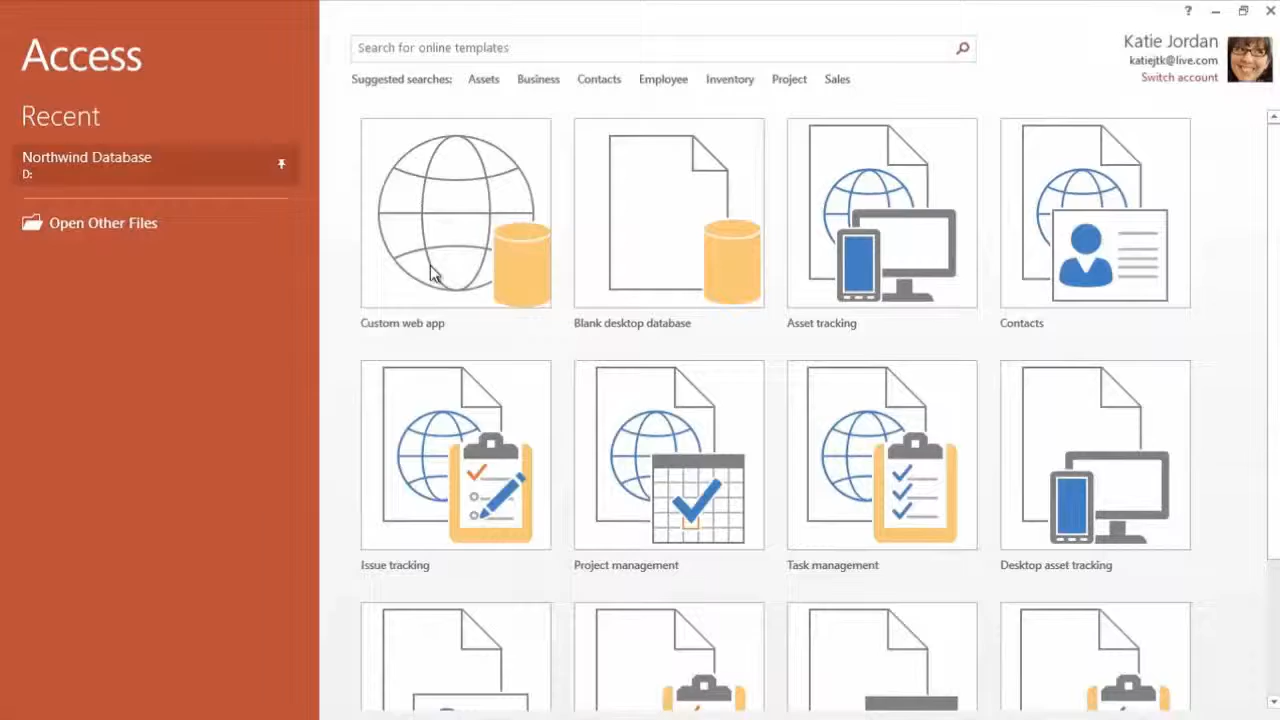 Access
Recent
Northwind Database
D:
Open Other Files
?
Search for online templates
Suggested searches: Assets Business Contacts Employee Inventory Project Sales
Katie Jordan
katiejtk@live.com
Switch account
Custom web app
Blank desktop database
Asset tracking
Contacts
Issue tracking
Project management
Task management
Desktop asset tracking